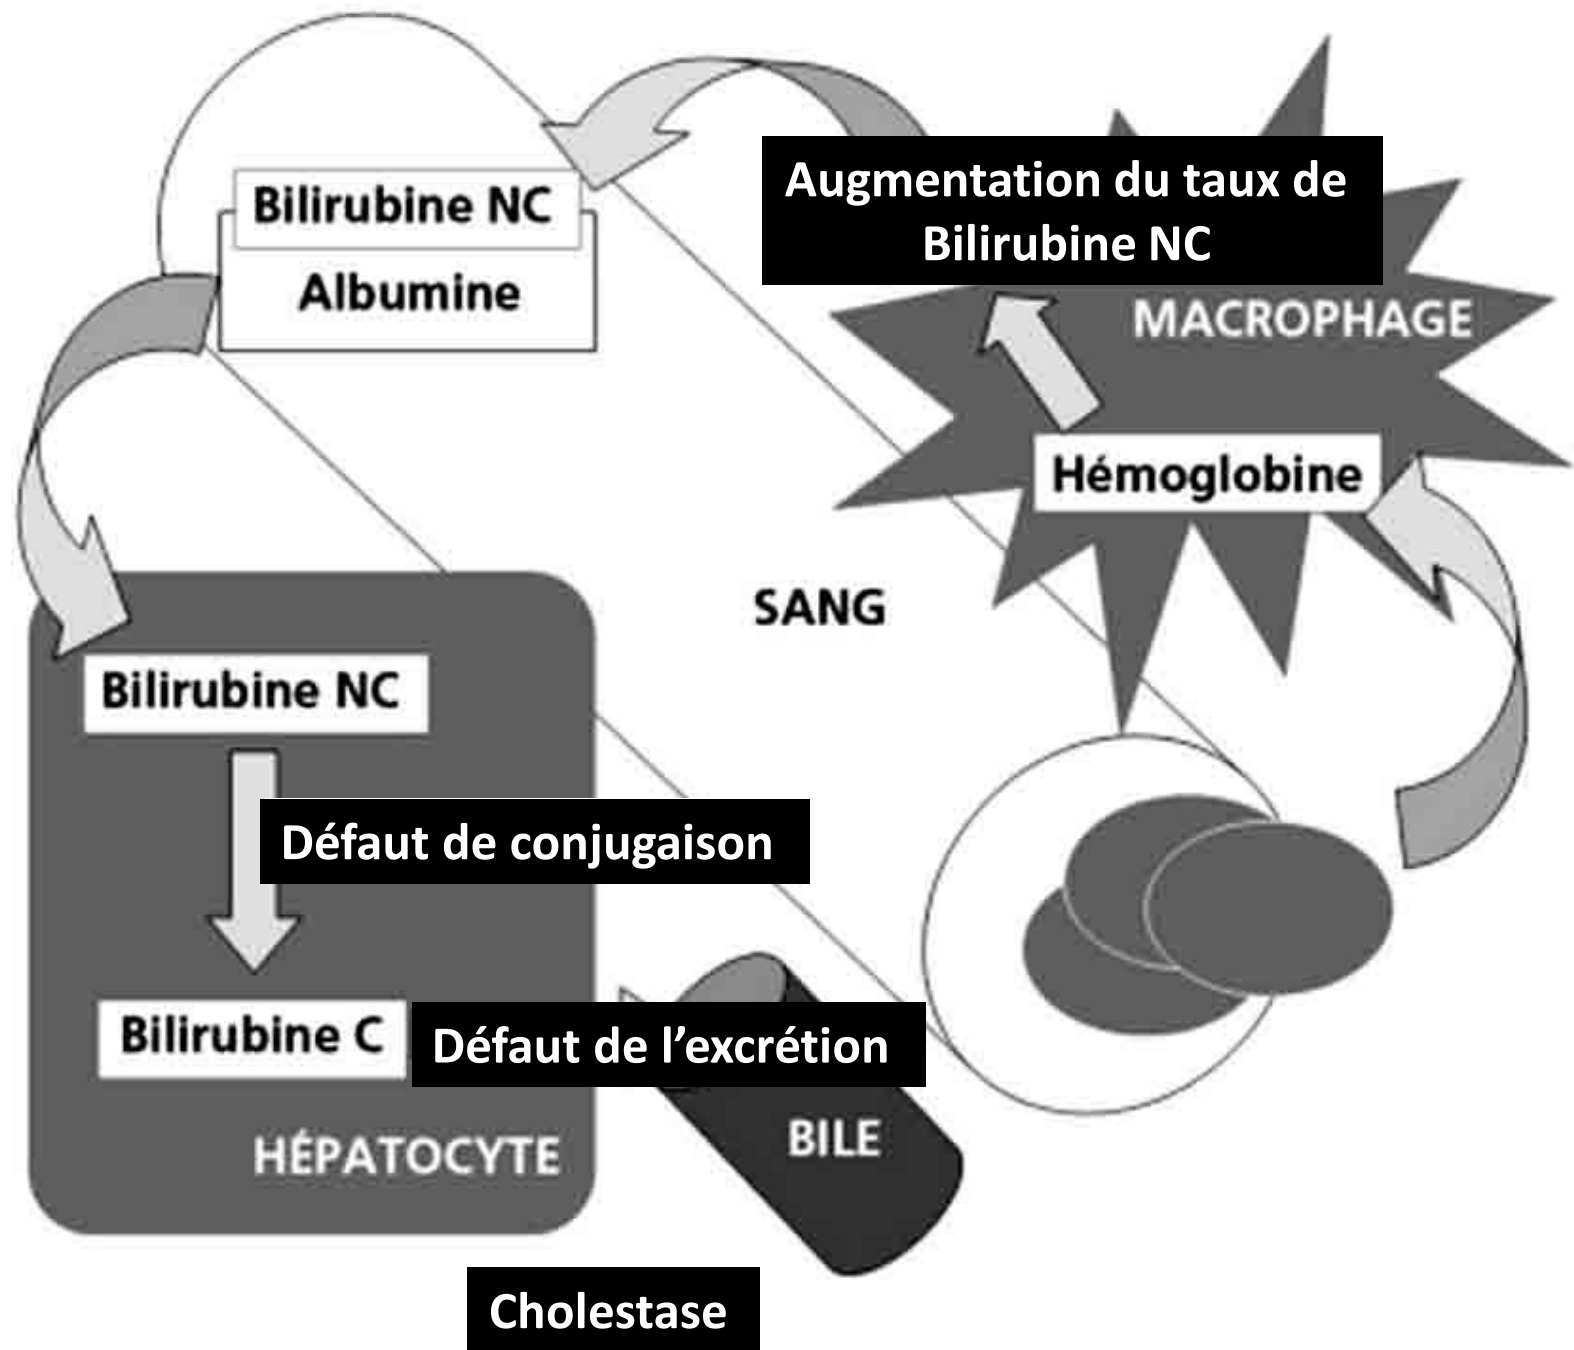 Augmentation du taux de
Bilirubine NC
Bilirubine NC
Albumine
MACROPHAGE
Hémoglobine
SANG
Bilirubine NC
Défaut de conjugaison
Bilirubine C
Défaut de l’excrétion
BILE
HÉPATOCYTE
Cholestase